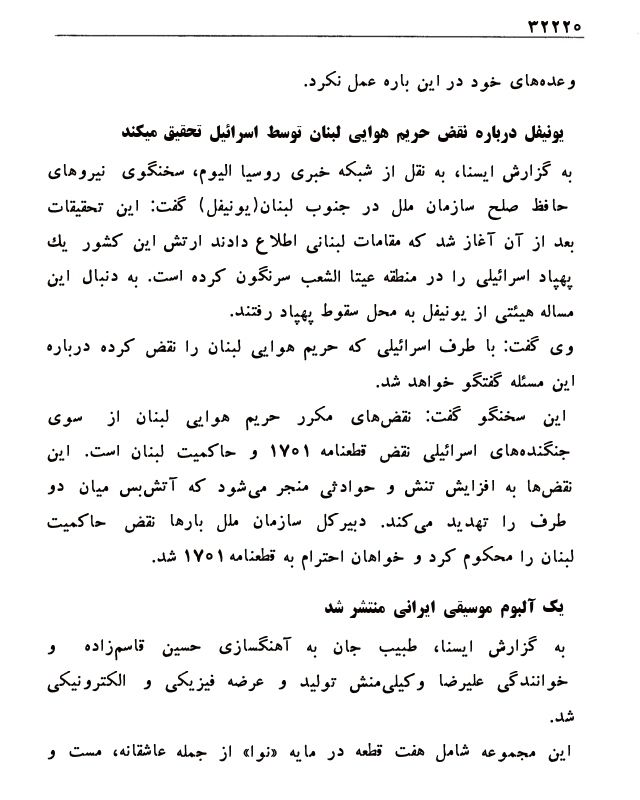 ۳۲۲۲۵
وعده‌های خود در این باره عمل نکرد.
یونیفل درباره نقض حریم هوایی لبنان توسط اسرائیل تحقیق میکند
به گزارش ایسنا، به نقل از شبکه خبری روسیا الیوم، سخنگوی نیروهای
حافظ صلح سازمان ملل در جنوب لبنان(یونیفل) گفت: این تحقیقات
بعد از آن آغاز شد که مقامات لبنانی اطلاع دادند ارتش این کشور یك
پهپاد اسرائیلی را در منطقه عیتا الشعب سرنگون کرده است. به دنبال این
مساله هیئتی از یونیفل به محل سقوط پهپاد رفتند.
وی گفت: با طرف اسرائیلی که حریم هوایی لبنان را نقض کرده درباره
این مسئله گفتگو خواهد شد.
این سخنگو گفت: نقض‌های مکرر حریم هوایی لبنان از سوی
جنگنده‌های اسرائیلی نقض قطعنامه ۱۷۰۱ و حاکمیت لبنان است. این
نقض‌ها به افزایش تنش و حوادثی منجر می‌شود که آتش‌بس میان دو
طرف را تهدید می‌کند. دبیرکل سازمان ملل بارها نقض حاکمیت
لبنان را محکوم کرد و خواهان احترام به قطعنامه ۱۷۰۱ شد.
یک آلبوم موسیقی ایرانی منتشر شد
به گزارش ایسنا، طبیب جان به آهنگسازی حسین قاسم‌زاده و
خوانندگی علیرضا وکیلی‌منش تولید و عرضه فیزیکی و الکترونیکی
شد.
این مجموعه شامل هفت قطعه در مایه «نوا» از جمله عاشقانه، مست و